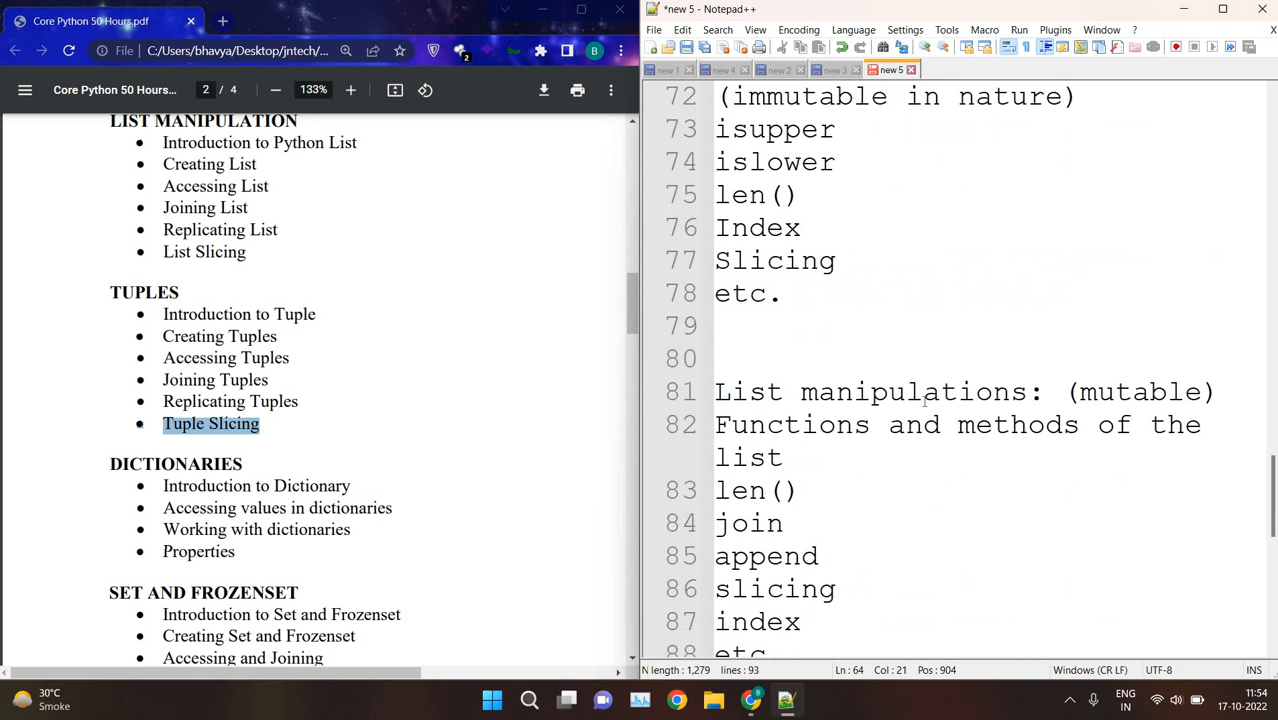 Core Python 50 Hours.pdf
File
C:/Users/bhavya/Desktop/jntech/...
2
B
Core Python 50 Hours...
2 / 4
133%
LIST MANIPULATION
• Introduction to Python List
• Creating List
• Accessing List
• Joining List
• Replicating List
• List Slicing
TUPLES
• Introduction to Tuple
• Creating Tuples
• Accessing Tuples
• Joining Tuples
• Replicating Tuples
• Tuple Slicing
DICTIONARIES
• Introduction to Dictionary
• Accessing values in dictionaries
• Working with dictionaries
• Properties
SET AND FROZENSET
• Introduction to Set and Frozenset
• Creating Set and Frozenset
• Accessing and Joining
*new 5 - Notepad++
File Edit Search View Encoding Language Settings Tools Macro Run Plugins Window ?
X
new 1 new 4 new 2 new 3 new 5
72 (immutable in nature)
73 isupper
74 islower
75 len()
76 Index
77 Slicing
78 etc.
79
80
81 List manipulations: (mutable)
82 Functions and methods of the
list
83 len()
84 join
85 append
86 slicing
87 index
88 etc
N length : 1,279 lines : 93 Ln : 64 Col : 21 Pos : 904 Windows (CR LF) UTF-8 INS
30°C
Smoke
ENG
IN
11:54
17-10-2022